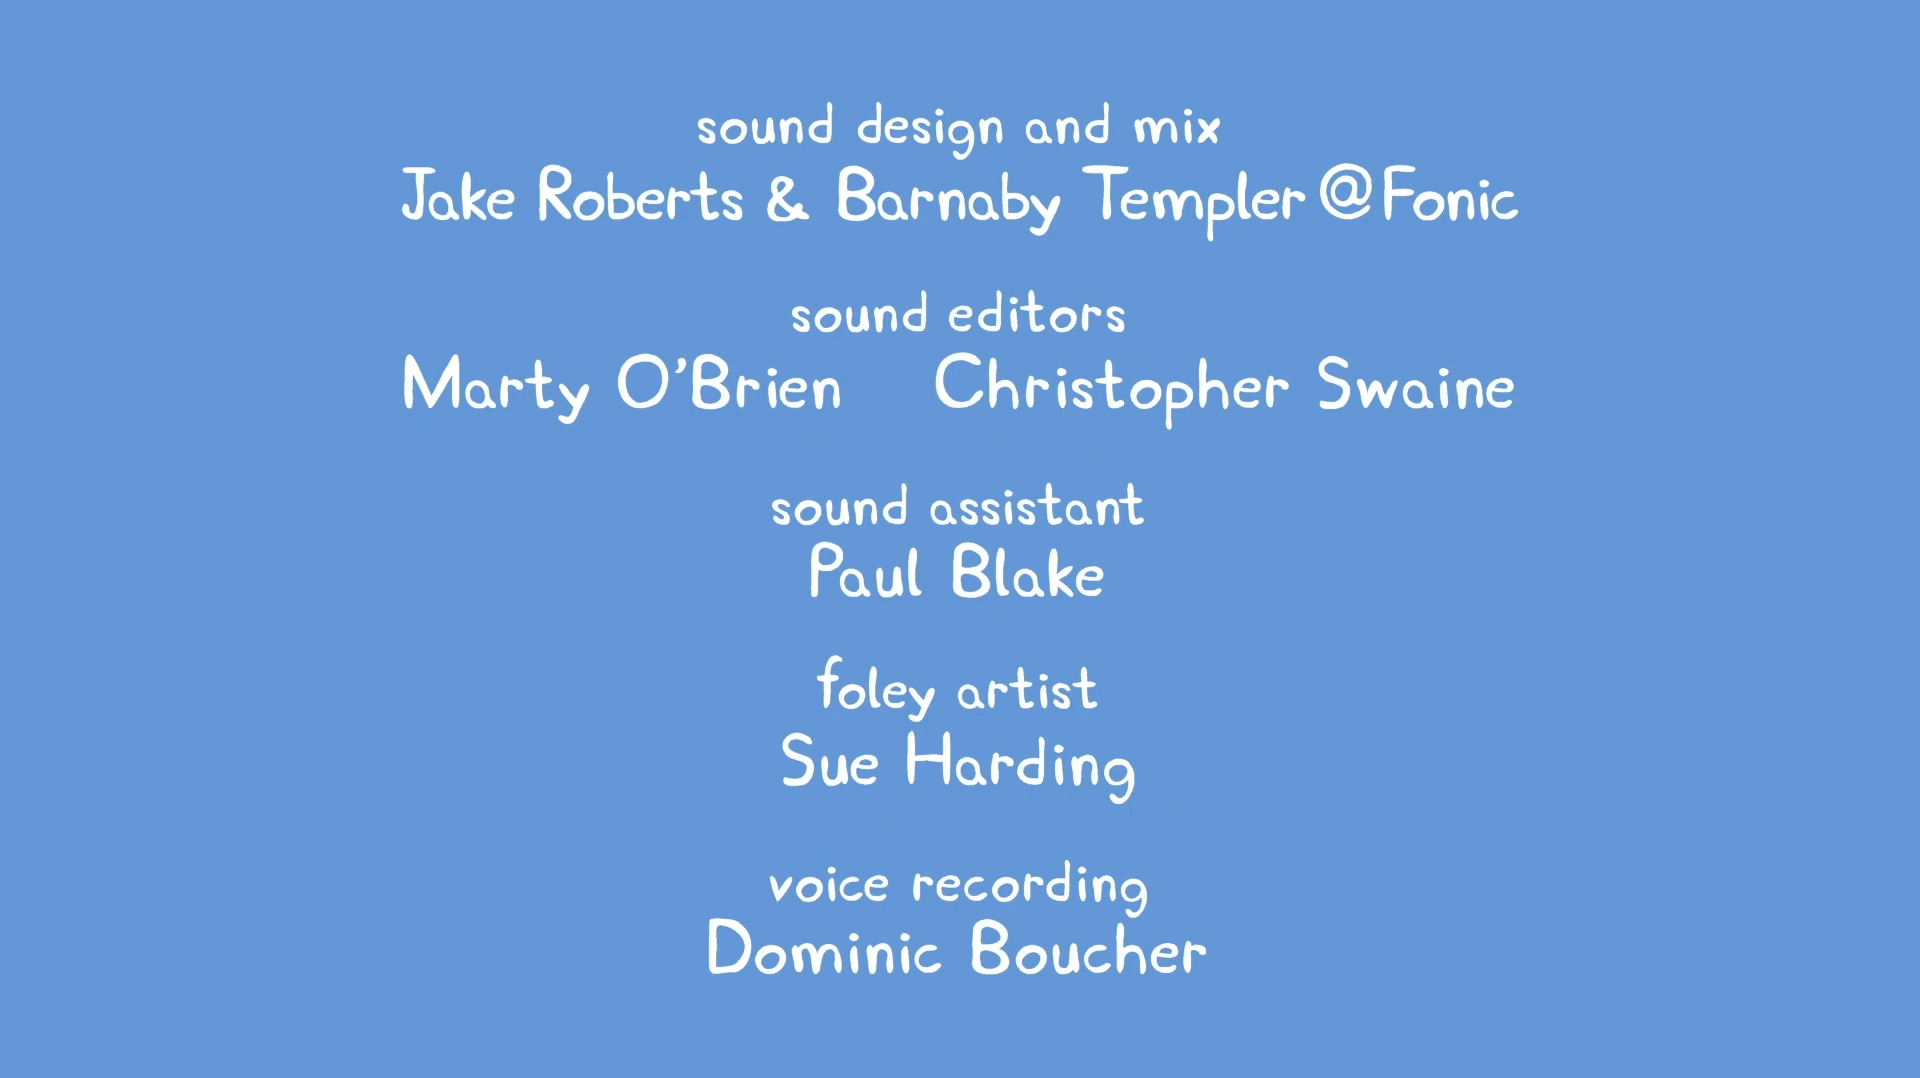 sound design and mix
Jake Roberts & Barnaby Templer @Fonic
sound editors
Marty O'Brien Christopher Swaine
sound assistant
Paul Blake
foley artist
Sue Harding
voice recording
Dominic Boucher